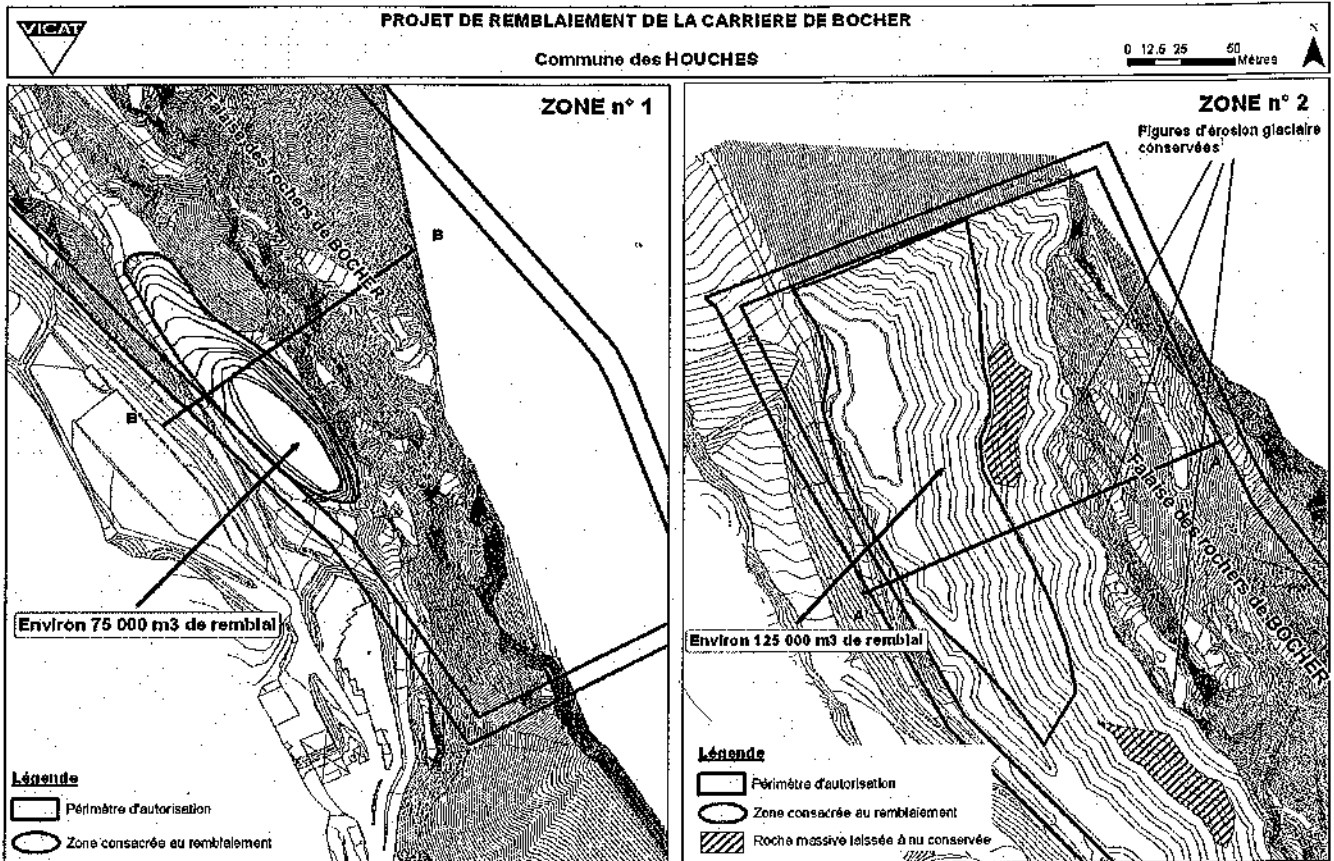 VICAT
PROJET DE REMBLAIEMENT DE LA CARRIERE DE BOCHER
Commune des HOUCHES
0 12.5 25 50
Mètres
N
ZONE n° 1
Falaise des rochers de BOCHER
B
B'
Environ 75 000 m3 de remblai
Légende
Périmètre d'autorisation
Zone consacrée au remblaiement
ZONE n° 2
Figures d'érosion glaciaire
conservées
A
Falaise des rochers de BOCHER
A'
Environ 125 000 m3 de remblai
Légende
Périmètre d'autorisation
Zone consacrée au remblaiement
Roche massive laissée à nu conservée